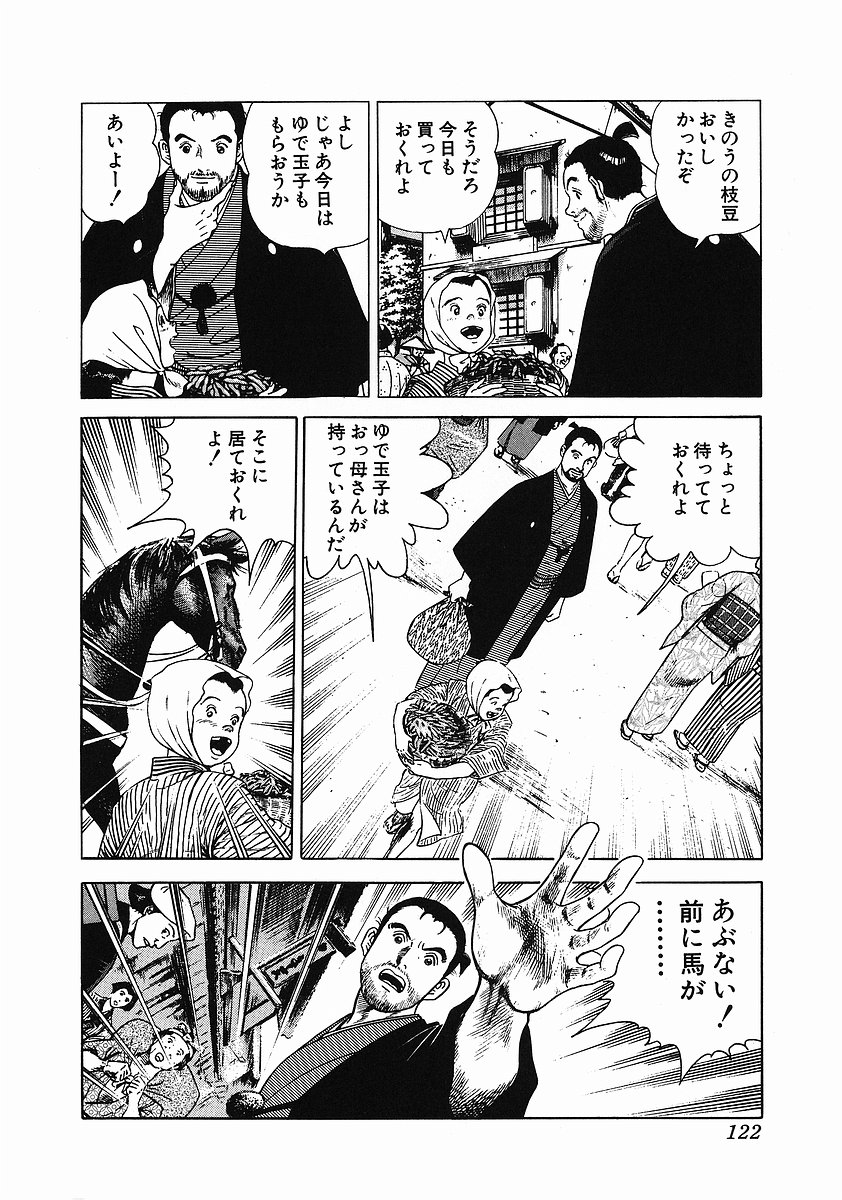 きのうの枝豆
おいし
かったぞ
そうだろ
今日も
買って
おくれよ
よし
じゃあ今日は
ゆで玉子も
もらおうか
あいよー！
ちょっと
待ってて
おくれよ
ゆで玉子は
おっ母さんが
持っているんだ
そこに
居ておくれ
よ！
あぶない！
前に馬が
………
122